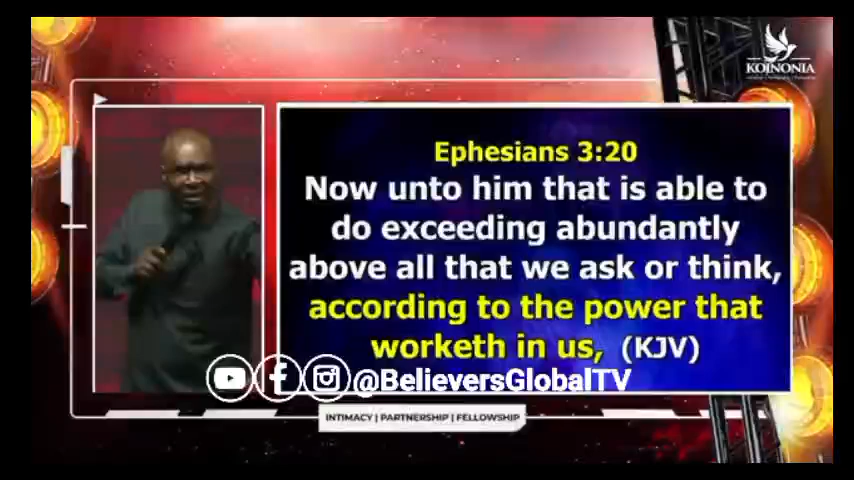 KOINONIA
Ephesians 3:20
Now unto him that is able to
do exceeding abundantly
above all that we ask or think,
according to the power that
worketh in us, (KJV)
@BelieversGlobalTV
INTIMACY | PARTNERSHIP | FELLOWSHIP